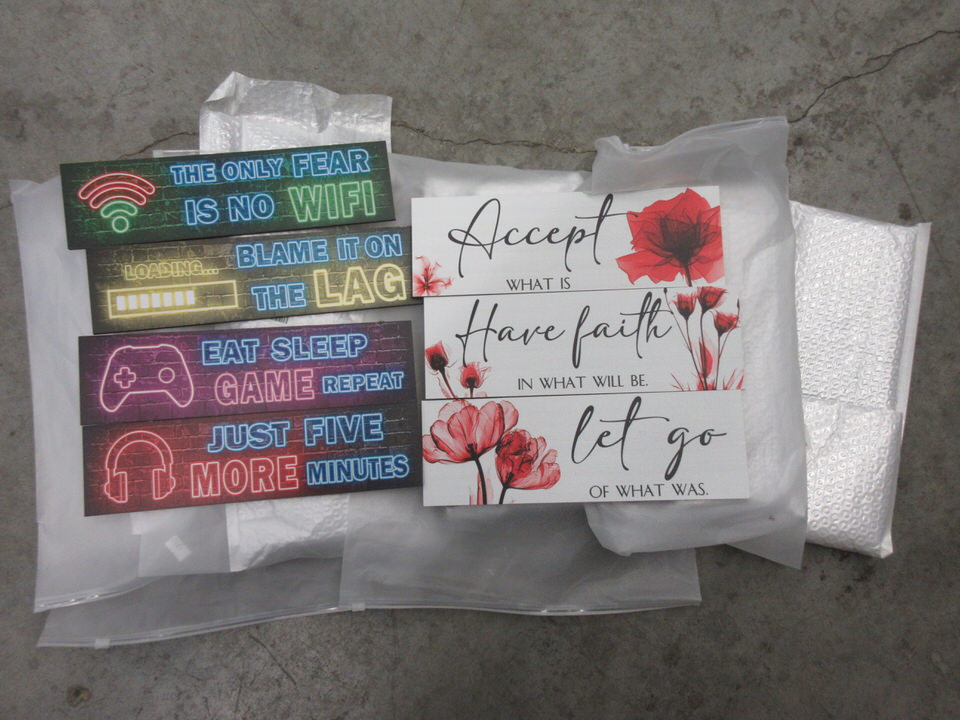 THE ONLY FEAR
IS NO WIFI
LOADING...
BLAME IT ON
THE LAG
EAT SLEEP
GAME REPEAT
JUST FIVE
MORE MINUTES
Accept
WHAT IS
Have faith
IN WHAT WILL BE.
let go
OF WHAT WAS.